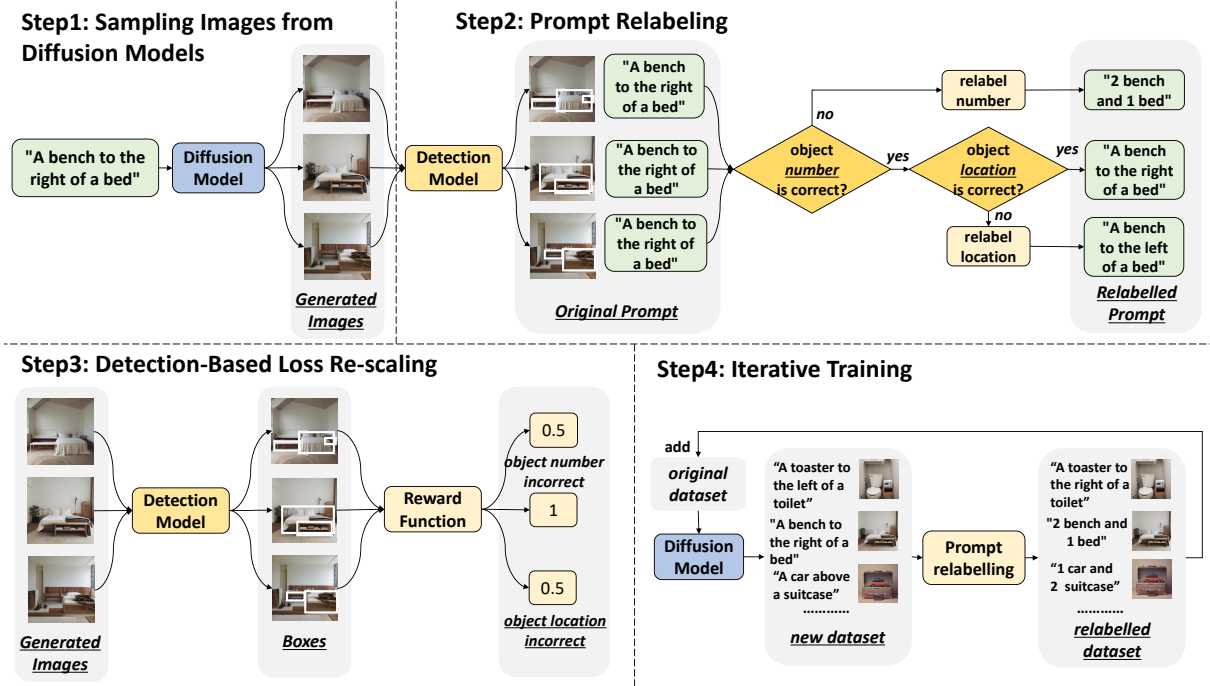 Step1: Sampling Images from
Diffusion Models
"A bench to the
right of a bed"
Diffusion
Model
Generated
Images
Step2: Prompt Relabeling
Detection
Model
"A bench
to the right
of a bed"
"A bench to
the right of
a bed"
"A bench to
the right of
a bed"
Original Prompt
object
number
is correct?
no
yes
relabel
number
object
location
is correct?
yes
no
relabel
location
"2 bench
and 1 bed"
"A bench
to the right
of a bed"
"A bench
to the left
of a bed"
Relabelled
Prompt
Step3: Detection-Based Loss Re-scaling
Generated
Images
Detection
Model
Boxes
Reward
Function
0.5
object number
incorrect
1
0.5
object location
incorrect
Step4: Iterative Training
add
original
dataset
Diffusion
Model
“A toaster to
the left of a
toilet”
"A bench to
the right of a
bed"
“A car above
a suitcase”
............
new dataset
Prompt
relabelling
“A toaster to
the right of a
toilet”
"2 bench and
1 bed"
“1 car and
2 suitcase”
............
relabelled
dataset